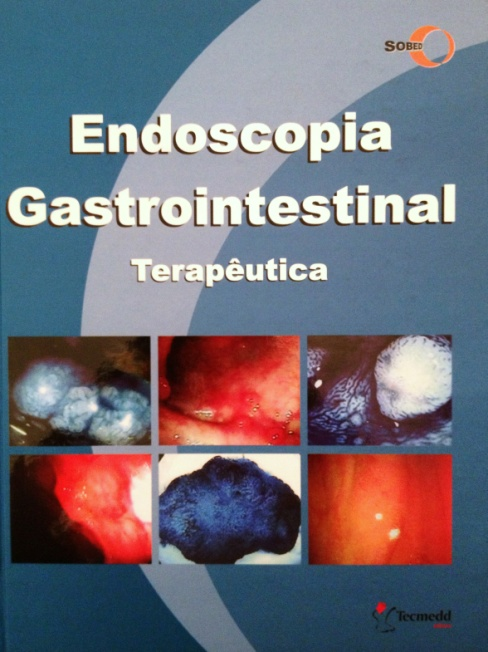 SOBED
Endoscopia
Gastrointestinal
Terapêutica
Tecmedd